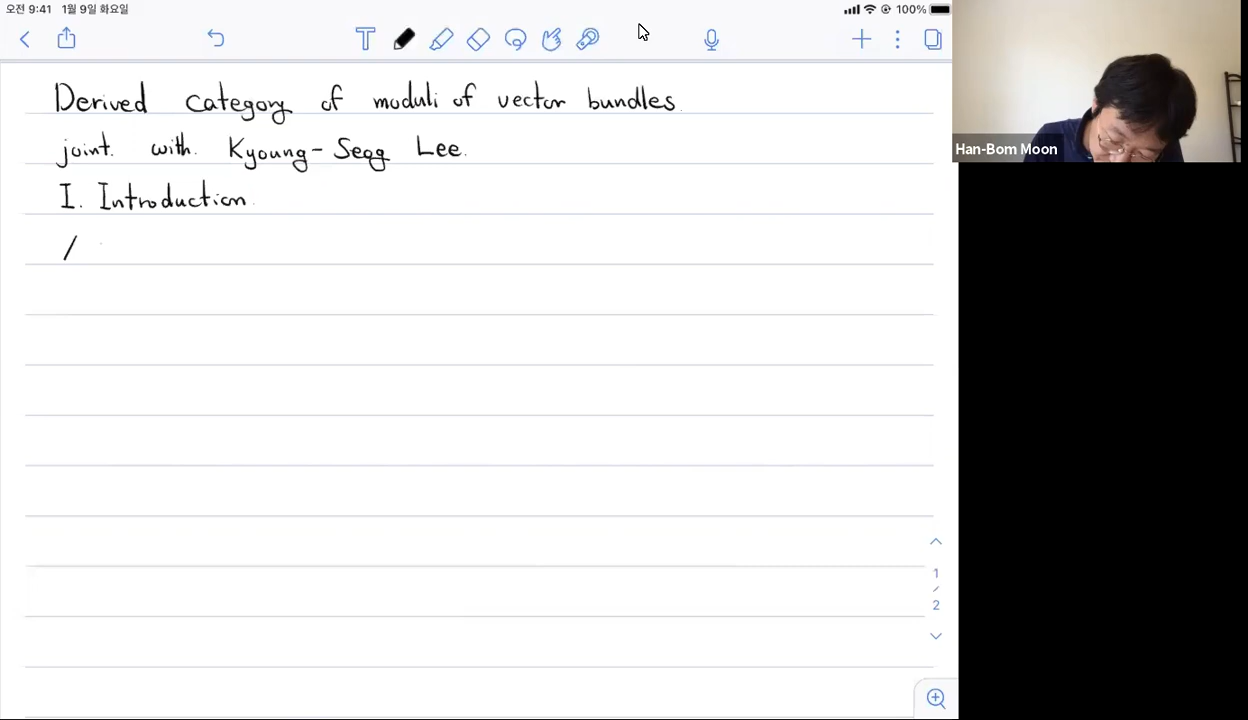 오전 9:41 1월 9일 화요일
100%
T
Derived category of moduli of vector bundles.
joint. with. Kyoung-Segg Lee.
I. Introduction.
/
1
/
2
Han-Bom Moon